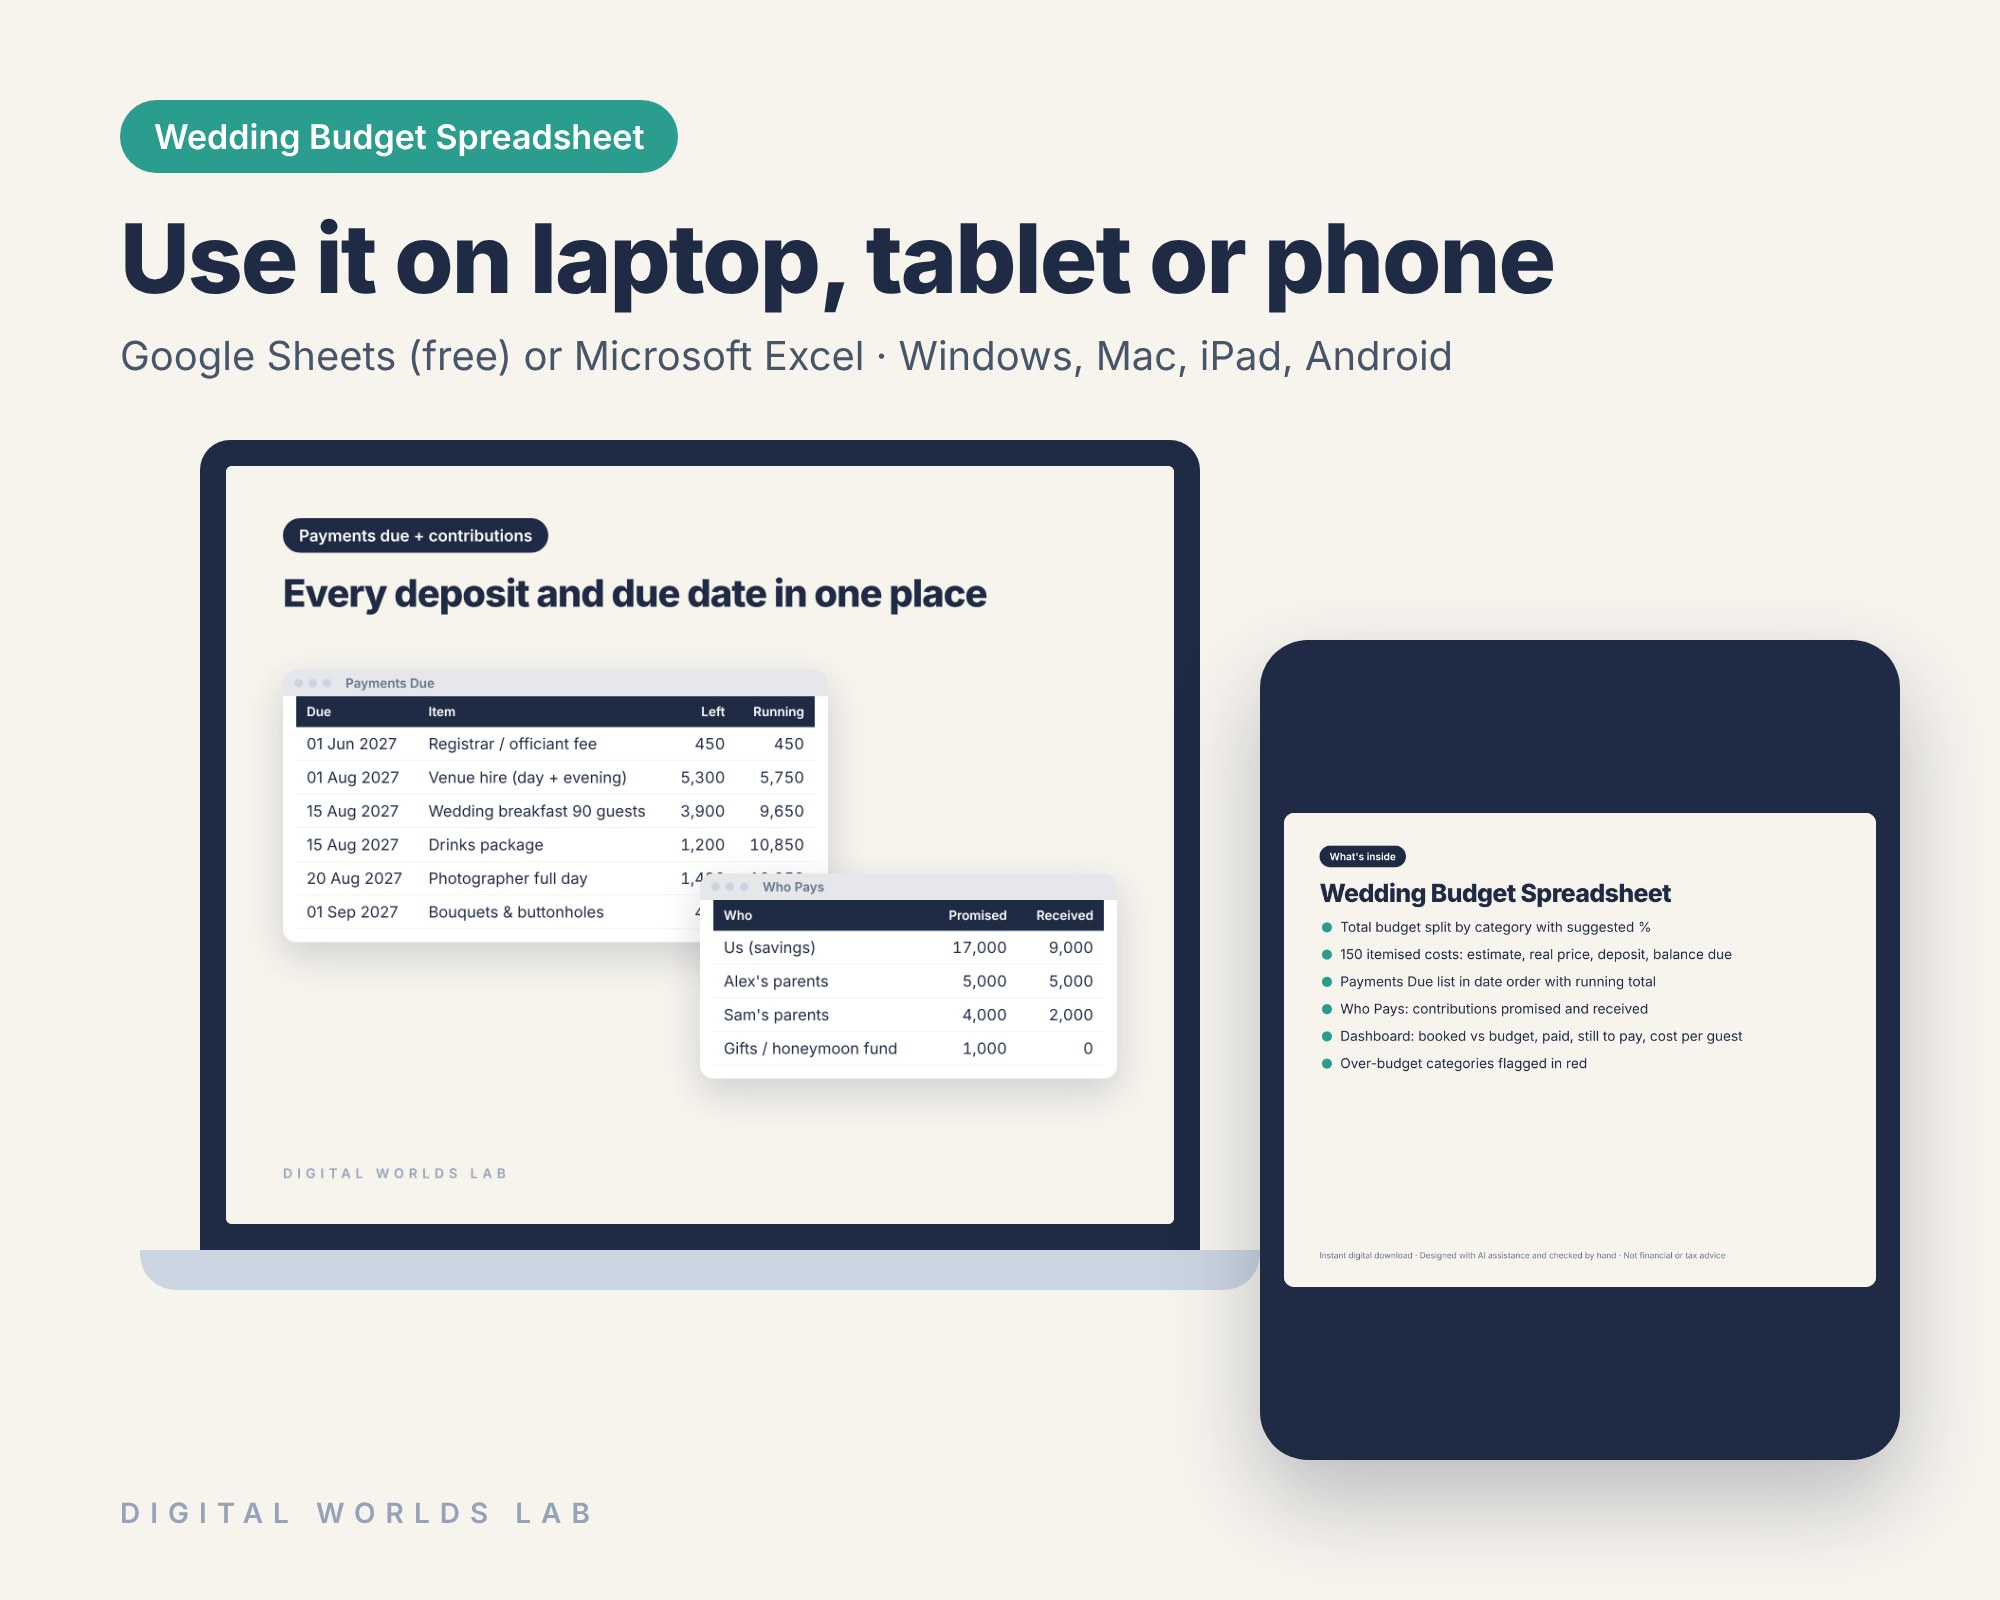 Wedding Budget Spreadsheet
Use it on laptop, tablet or phone
Google Sheets (free) or Microsoft Excel · Windows, Mac, iPad, Android
Payments due + contributions
Every deposit and due date in one place
Payments Due
Due Item Left Running
01 Jun 2027 Registrar / officiant fee 450 450
01 Aug 2027 Venue hire (day + evening) 5,300 5,750
15 Aug 2027 Wedding breakfast 90 guests 3,900 9,650
15 Aug 2027 Drinks package 1,200 10,850
20 Aug 2027 Photographer full day
01 Sep 2027 Bouquets & buttonholes
Who Pays
Who Promised Received
Us (savings) 17,000 9,000
Alex's parents 5,000 5,000
Sam's parents 4,000 2,000
Gifts / honeymoon fund 1,000 0
DIGITAL WORLDS LAB
What's inside
Wedding Budget Spreadsheet
Total budget split by category with suggested %
150 itemised costs: estimate, real price, deposit, balance due
Payments Due list in date order with running total
Who Pays: contributions promised and received
Dashboard: booked vs budget, paid, still to pay, cost per guest
Over-budget categories flagged in red
Instant digital download · Designed with AI assistance and checked by hand · Not financial or tax advice
DIGITAL WORLDS LAB